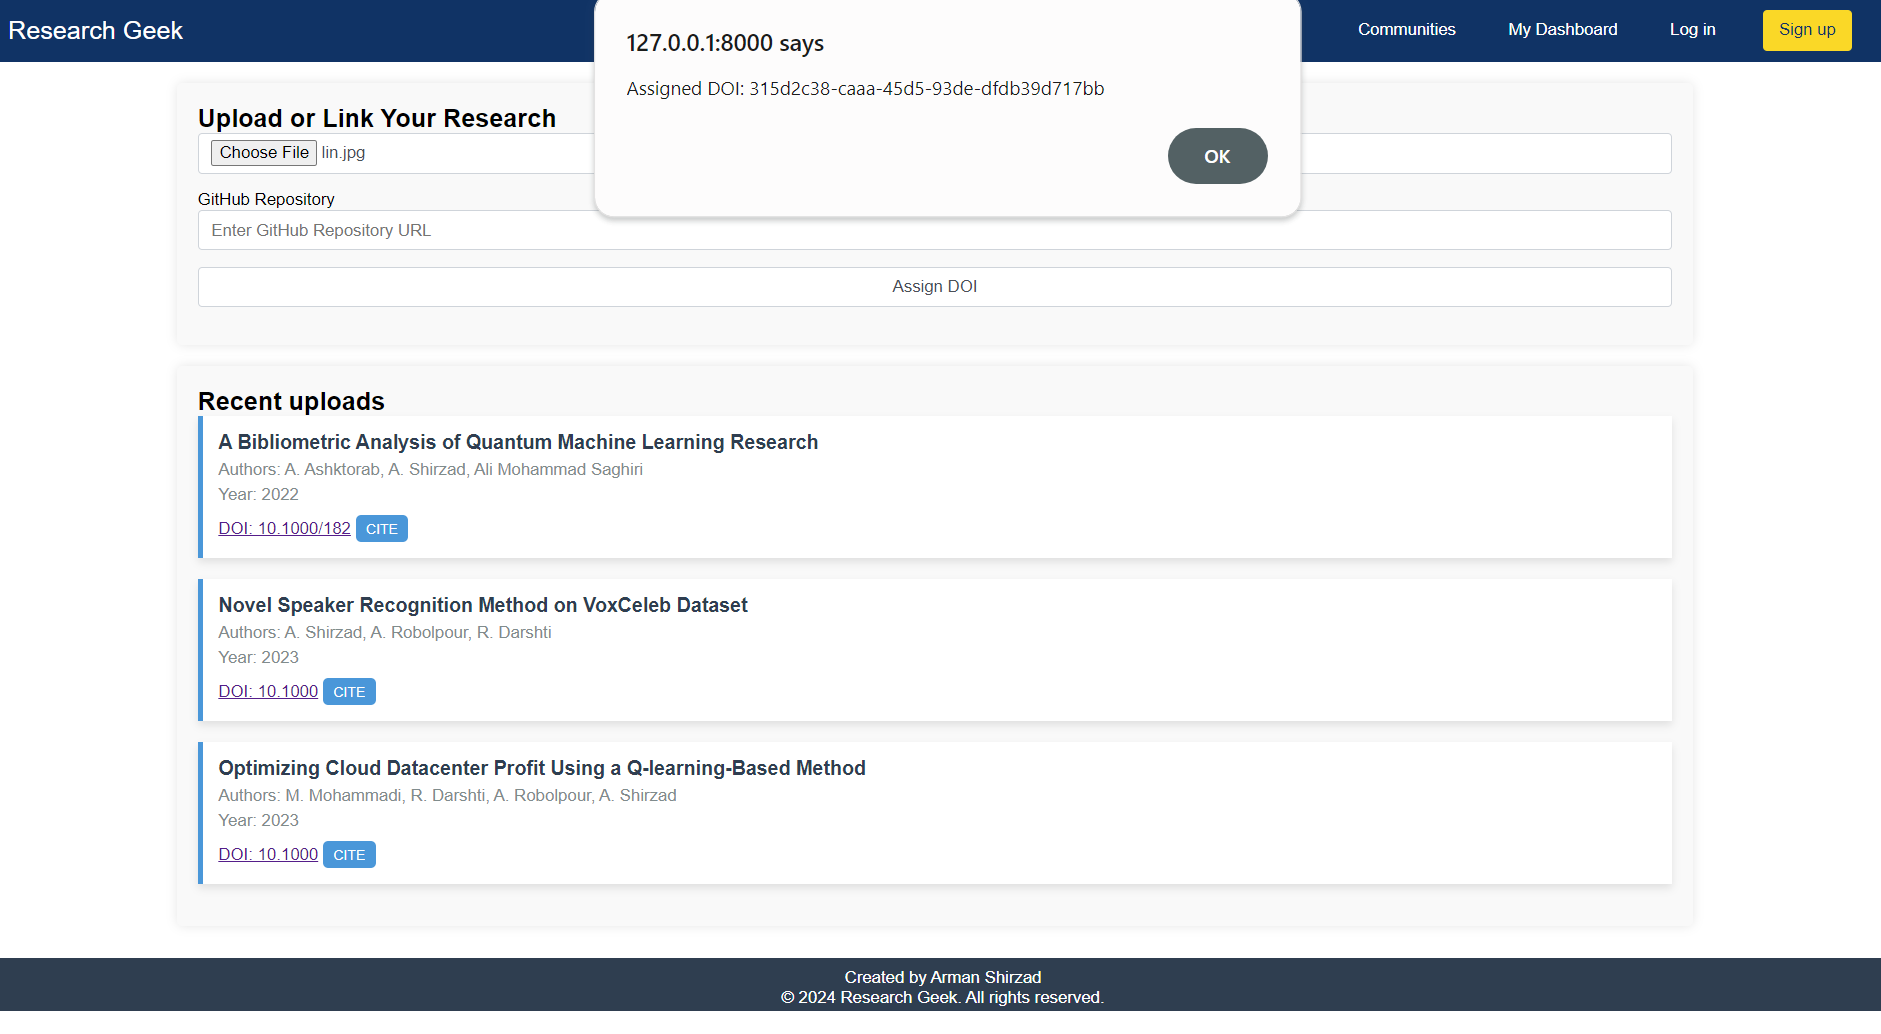 Research Geek
Communities
My Dashboard
Log in
Sign up
127.0.0.1:8000 says
Assigned DOI: 315d2c38-caaa-45d5-93de-dfdb39d717bb
OK
Upload or Link Your Research
Choose File lin.jpg
GitHub Repository
Enter GitHub Repository URL
Assign DOI
Recent uploads
A Bibliometric Analysis of Quantum Machine Learning Research
Authors: A. Ashktorab, A. Shirzad, Ali Mohammad Saghiri
Year: 2022
DOI: 10.1000/182 CITE
Novel Speaker Recognition Method on VoxCeleb Dataset
Authors: A. Shirzad, A. Robolpour, R. Darshti
Year: 2023
DOI: 10.1000 CITE
Optimizing Cloud Datacenter Profit Using a Q-learning-Based Method
Authors: M. Mohammadi, R. Darshti, A. Robolpour, A. Shirzad
Year: 2023
DOI: 10.1000 CITE
Created by Arman Shirzad
© 2024 Research Geek. All rights reserved.